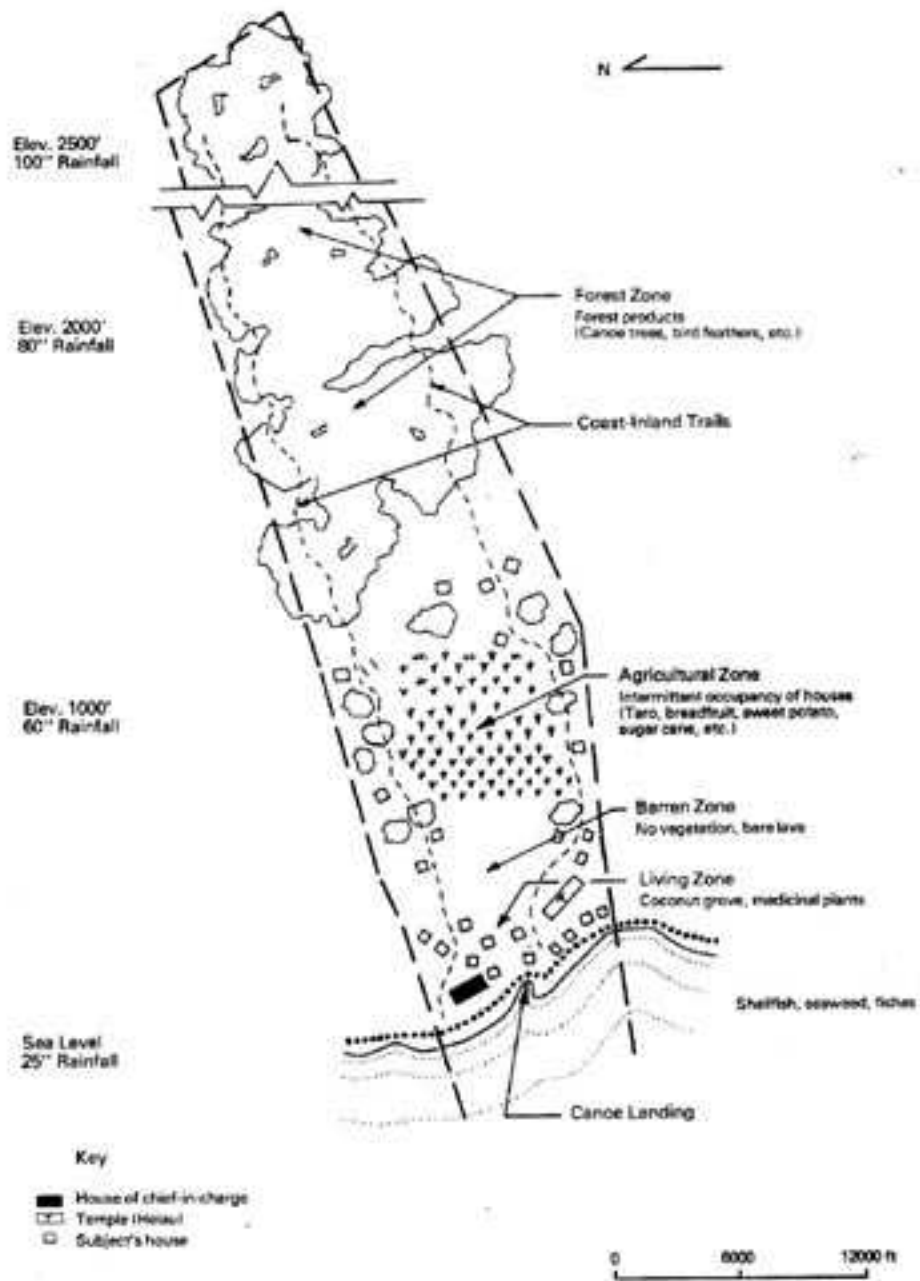 N
Elev. 2500'
100" Rainfall
Forest Zone
Forest products
(Canoe trees, bird feathers, etc.)
Elev. 2000'
80" Rainfall
Coast-Inland Trails
Agricultural Zone
Intermittent occupancy of houses
(Taro, breadfruit, sweet potato,
sugar cane, etc.)
Elev. 1000'
60" Rainfall
Barren Zone
No vegetation, bare lava
Living Zone
Coconut grove, medicinal plants
Shellfish, seaweed, fishes
Sea Level
25" Rainfall
Canoe Landing
Key
House of chief-in-charge
Temple (Heiau)
Subject's house
0 6000 12000 ft